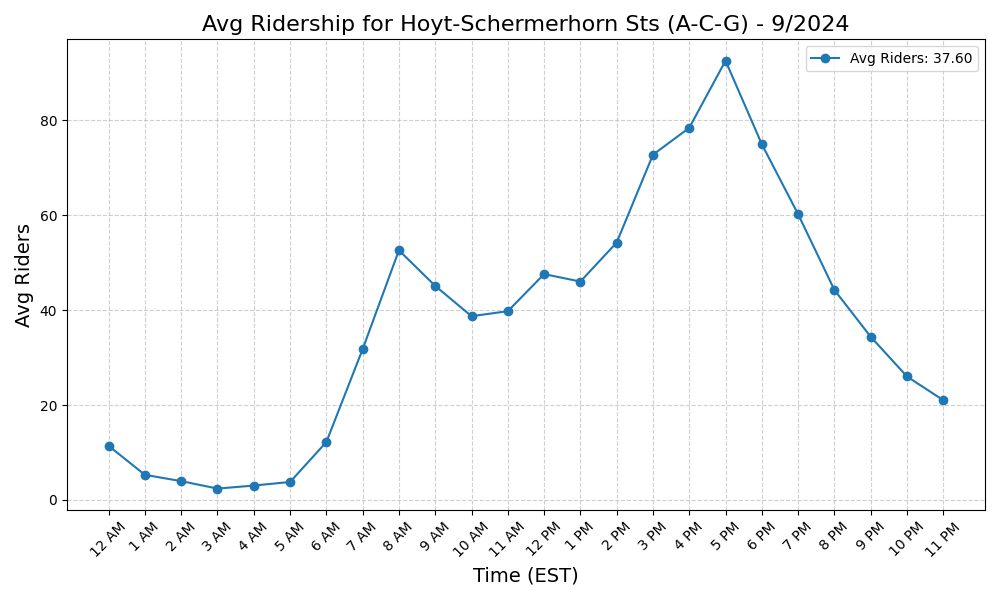 Avg Ridership for Hoyt-Schermerhorn Sts (A-C-G) - 9/2024
Avg Riders: 37.60
Avg Riders
80
60
40
20
0
12 AM
1 AM
2 AM
3 AM
4 AM
5 AM
6 AM
7 AM
8 AM
9 AM
10 AM
11 AM
12 PM
1 PM
2 PM
3 PM
4 PM
5 PM
6 PM
7 PM
8 PM
9 PM
10 PM
11 PM
Time (EST)